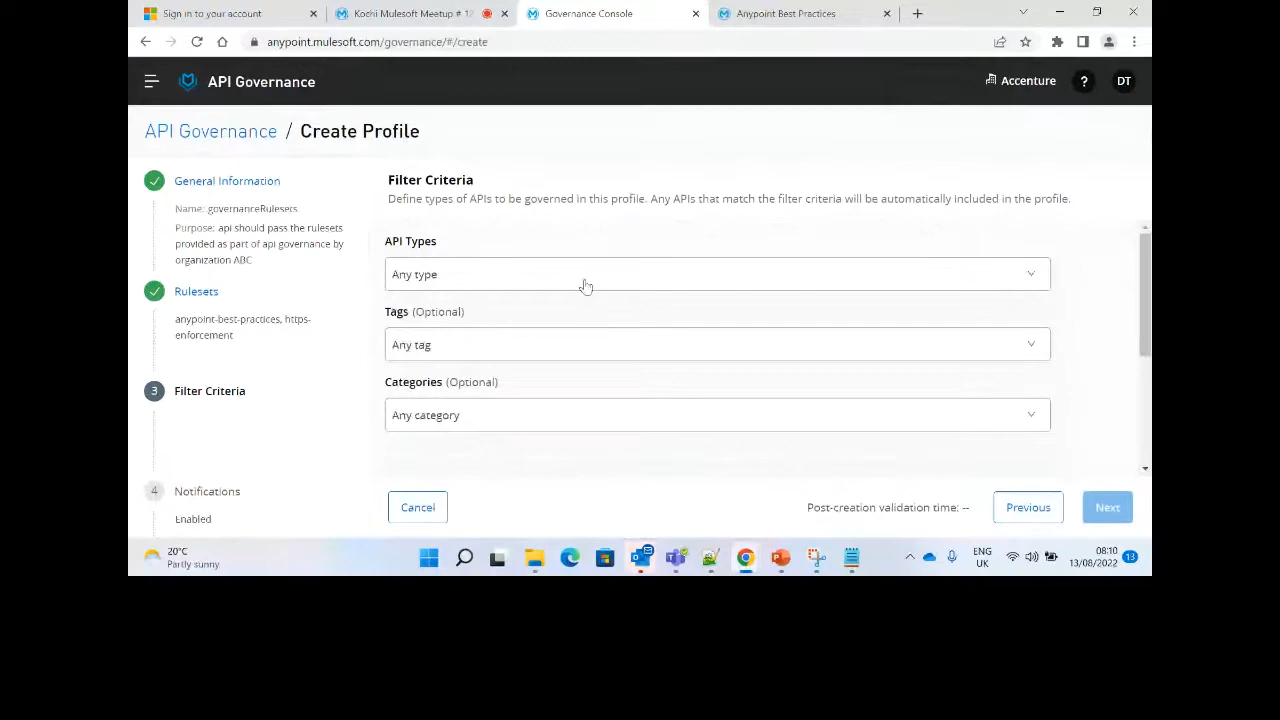 Sign in to your account
Kochi Mulesoft Meetup # 12
Governance Console
Anypoint Best Practices
anypoint.mulesoft.com/governance/#/create
API Governance
Accenture
?
DT
API Governance / Create Profile
General Information
Name: governanceRulesets
Purpose: api should pass the rulesets
provided as part of api governance by
organization ABC
Rulesets
anypoint-best-practices, https-
enforcement
3 Filter Criteria
4 Notifications
Enabled
Filter Criteria
Define types of APIs to be governed in this profile. Any APIs that match the filter criteria will be automatically included in the profile.
API Types
Any type
Tags (Optional)
Any tag
Categories (Optional)
Any category
Cancel
Post-creation validation time: --
Previous
Next
20°C
Partly sunny
ENG
UK
08:10
13/08/2022
13